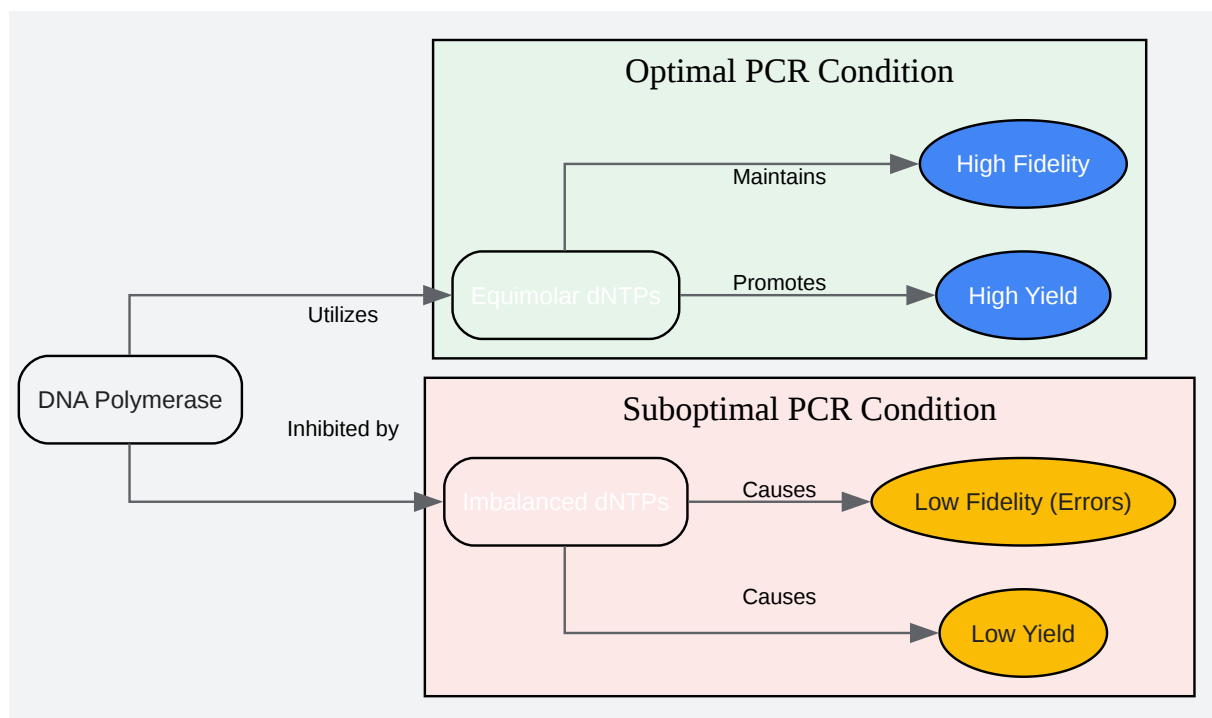 Optimal PCR Condition
High Fidelity
Maintains
Equimolar dNTPs
Promotes
High Yield
Utilizes
DNA Polymerase
Inhibited by
Suboptimal PCR Condition
Imbalanced dNTPs
Causes
Low Fidelity (Errors)
Causes
Low Yield